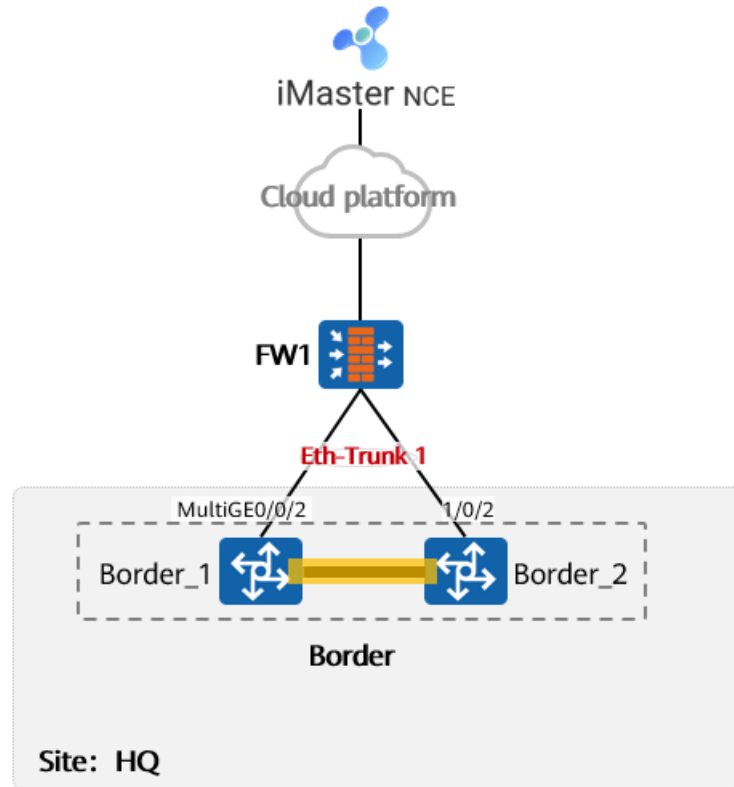 iMaster NCE
Cloud platform
FW1
Eth-Trunk 1
MultiGE0/0/2
1/0/2
Border_1
Border_2
Border
Site: HQ